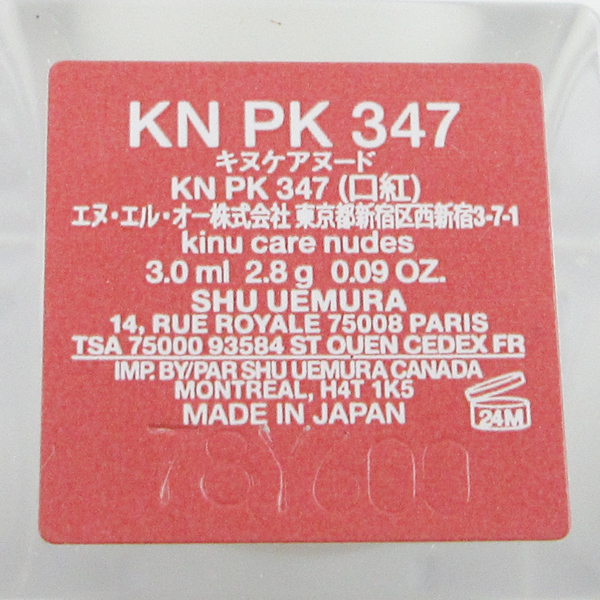 KN PK 347
キヌケアヌード
KN PK 347 (口紅)
エヌ・エル・オー株式会社 東京都新宿区西新宿3-7-1
kinu care nudes
3.0 ml 2.8 g 0.09 OZ.
SHU UEMURA
14, RUE ROYALE 75008 PARIS
TSA 75000 93584 ST OUEN CEDEX FR
IMP. BY/PAR SHU UEMURA CANADA
MONTREAL, H4T 1K5
MADE IN JAPAN
24M